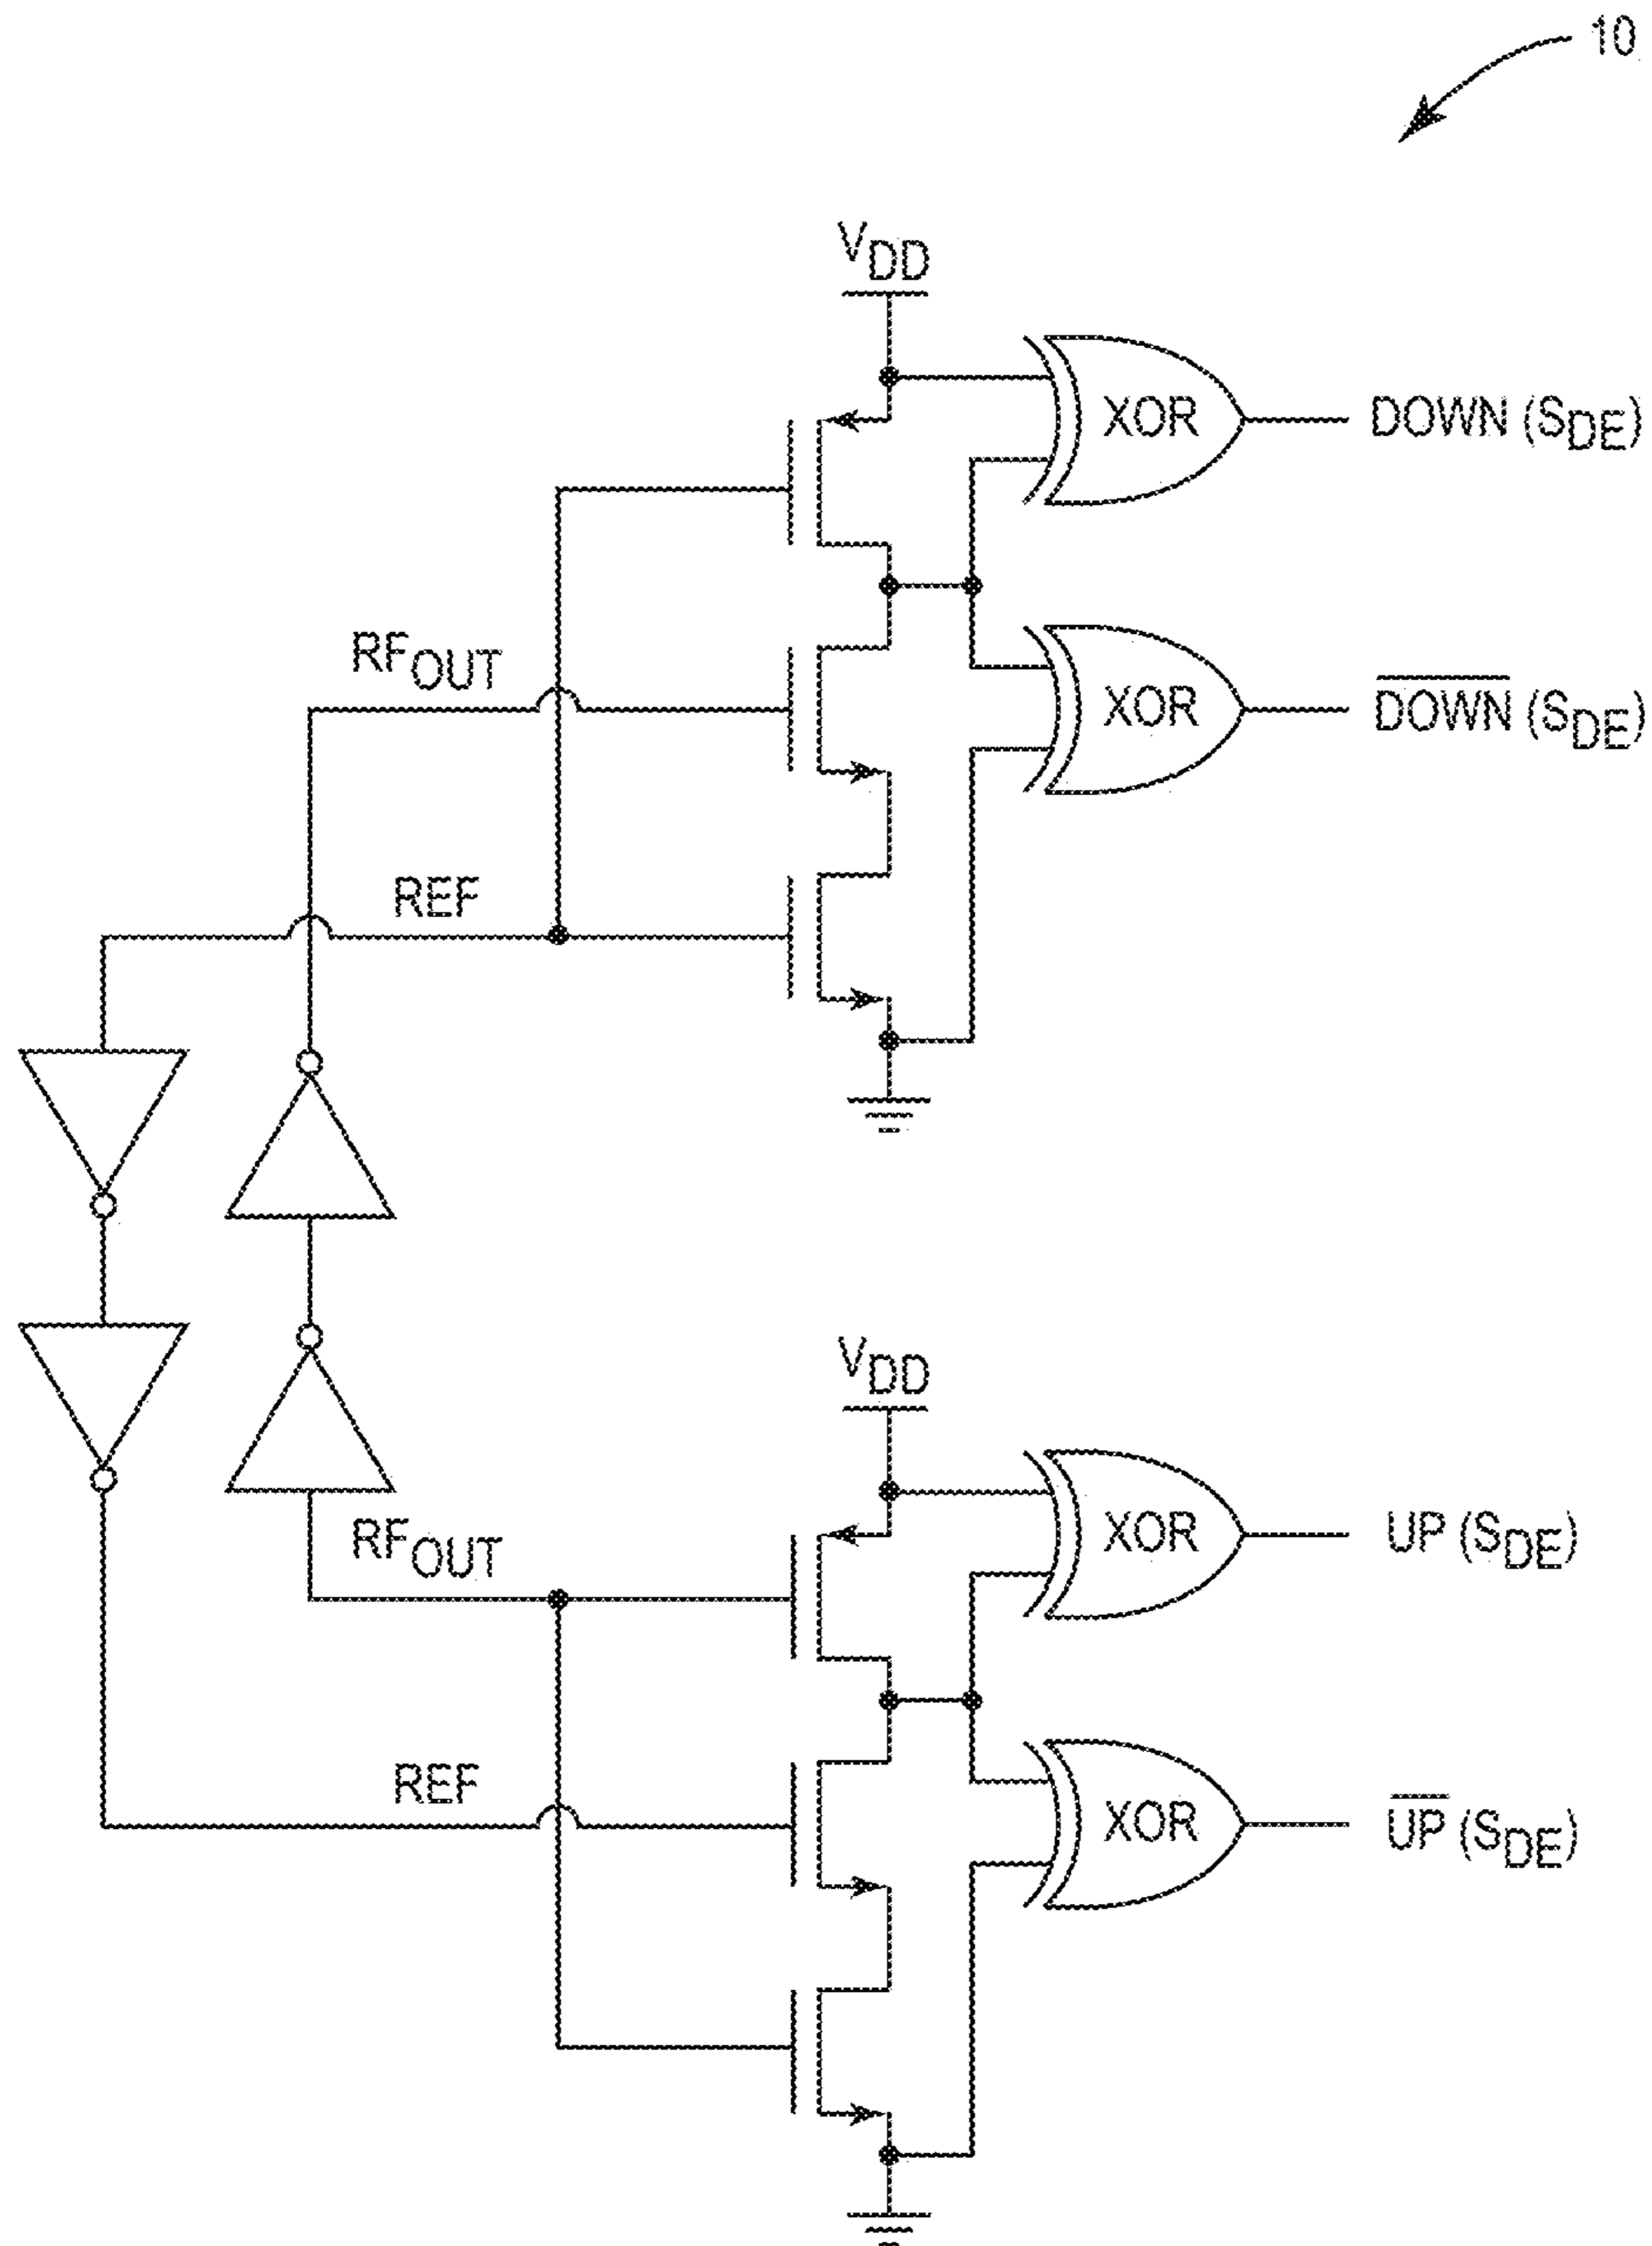 10
VDD
XOR
DOWN (SDE)
RFOUT
XOR
DOWN (SDE)
REF
VDD
XOR
UP (SDE)
RFOUT
REF
XOR
UP (SDE)